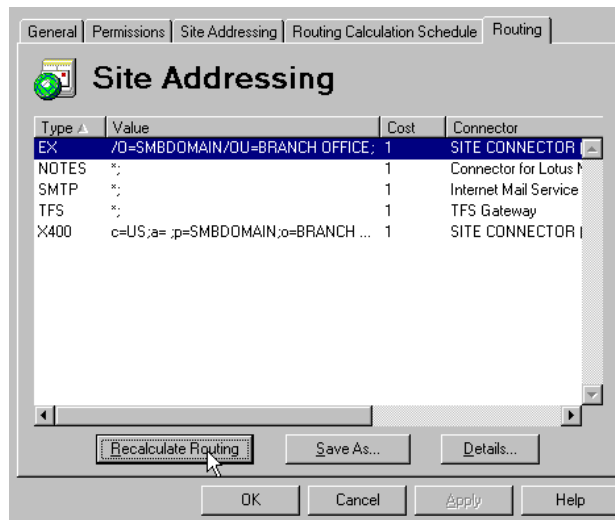 General Permissions Site Addressing Routing Calculation Schedule Routing
Site Addressing
Type Value Cost Connector
EX /O=SMBDOMAIN/OU=BRANCH OFFICE; 1 SITE CONNECTOR
NOTES *; 1 Connector for Lotus
SMTP *; 1 Internet Mail Service
TFS *; 1 TFS Gateway
X400 c=US;a= ;p=SMBDOMAIN;o=BRANCH ... 1 SITE CONNECTOR
Recalculate Routing Save As... Details...
OK Cancel Apply Help